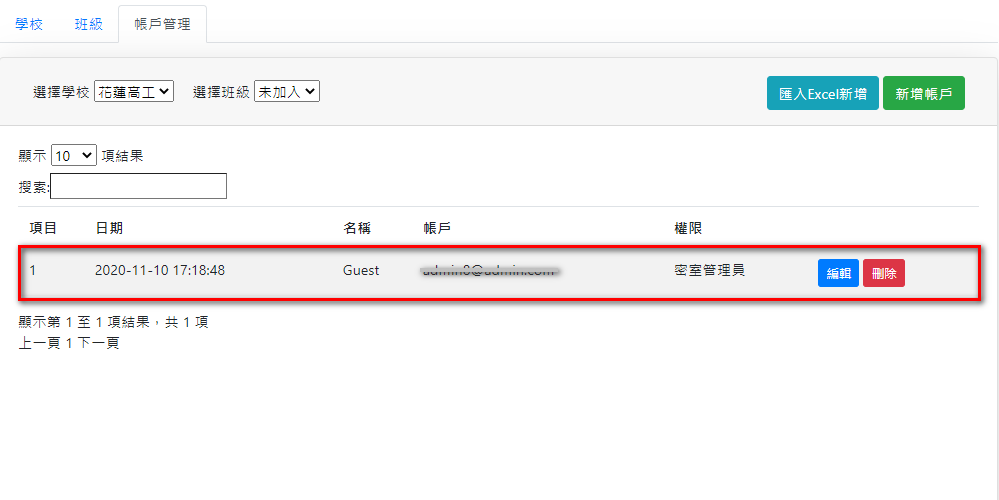 學校 班級 帳戶管理
選擇學校 花蓮高工 選擇班級 未加入 匯入Excel新增 新增帳戶
顯示 10 項結果
搜索:
項目 日期 名稱 帳戶 權限
1 2020-11-10 17:18:48 Guest 密室管理員 編輯 刪除
顯示第 1 至 1 項結果，共 1 項
上一頁 1 下一頁